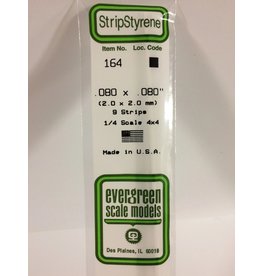 StripStyrene
Item No. Loc. Code
164
.080 x .080"
(2.0 x 2.0 mm)
9 Strips
1/4 Scale 4x4
Made in U.S.A.
evergreen
scale models
Des Plaines, IL 60018